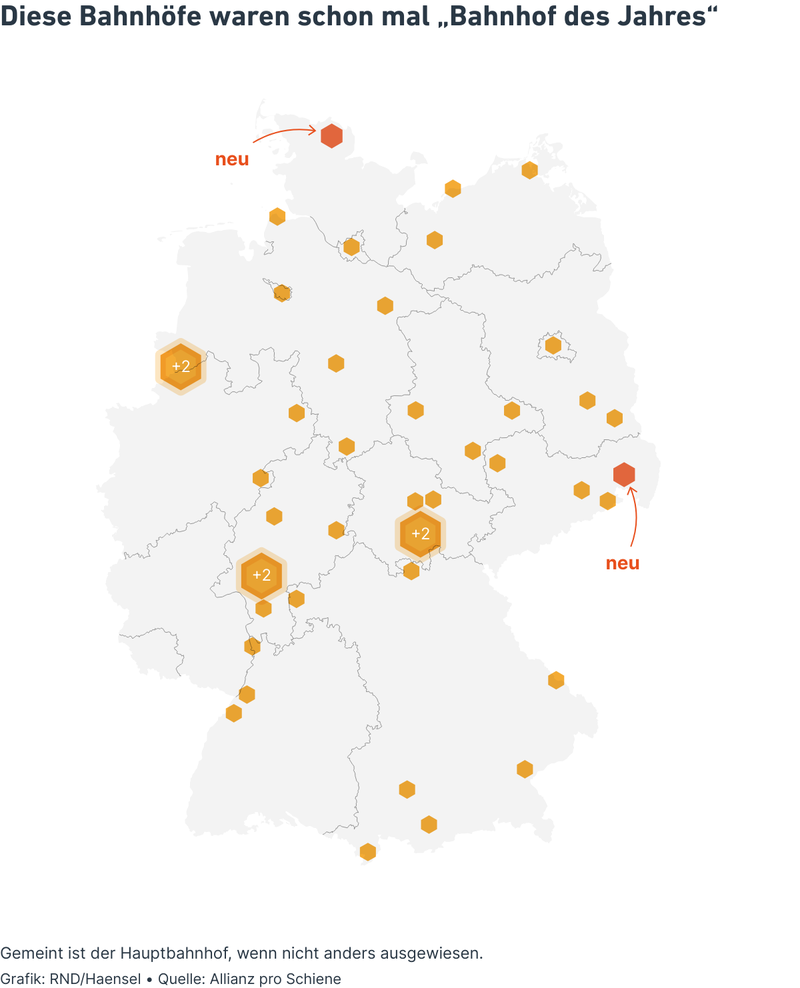 Diese Bahnhöfe waren schon mal „Bahnhof des Jahres“
neu
+2
+2
neu
+2
Gemeint ist der Hauptbahnhof, wenn nicht anders ausgewiesen.
Grafik: RND/Haensel • Quelle: Allianz pro Schiene